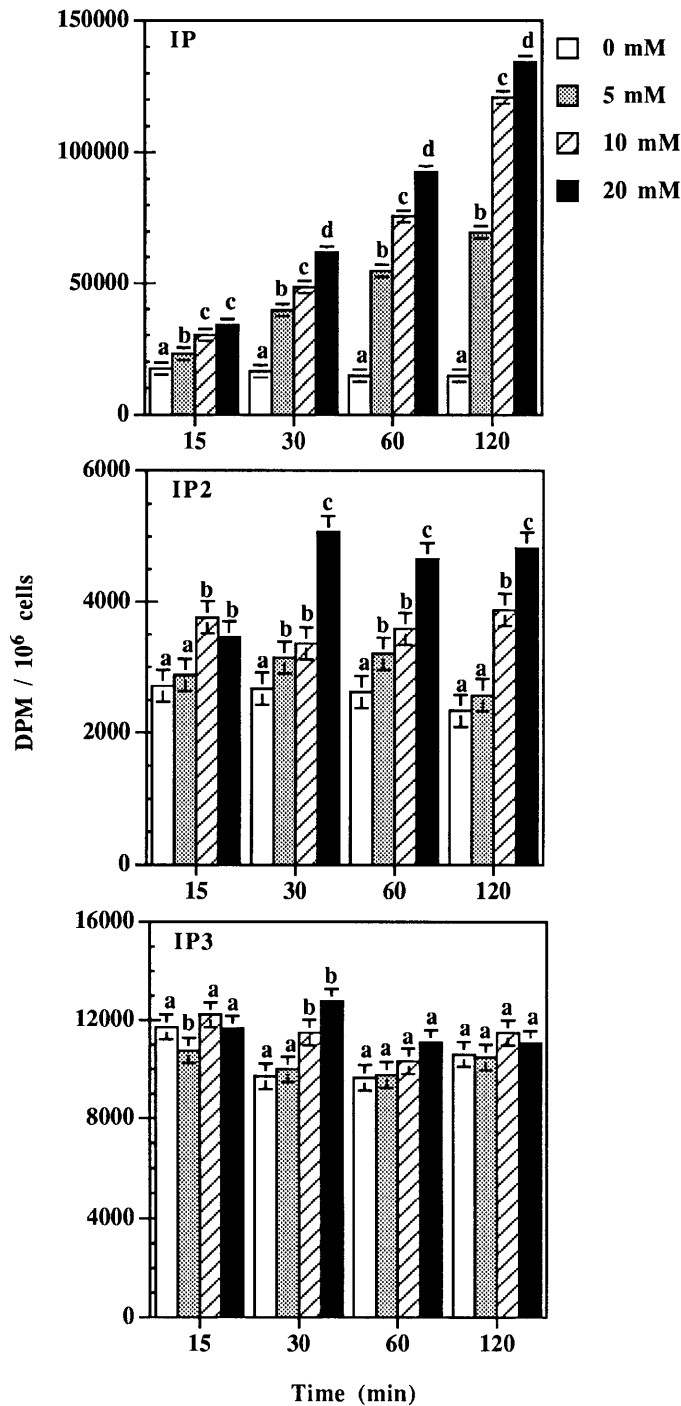 150000
IP
100000
50000
0
a b c c
a b c d
a b c d
a b c d
15 30 60 120
0 mM
5 mM
10 mM
20 mM
6000
IP2
4000
2000
0
a a b b
a b b c
a b b c
a a b c
15 30 60 120
DPM / 10⁶ cells
16000
IP3
12000
8000
4000
0
a b a a
a a b b
a a a a
a a a a
15 30 60 120
Time (min)